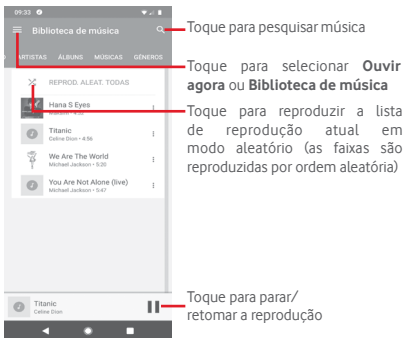 09:33
Biblioteca de música
ARTISTAS ÁLBUNS MÚSICAS GÉNEROS
REPROD. ALEAT. TODAS
Hana S Eyes
4:30
Titanic
Celine Dion • 4:56
We Are The World
Michael Jackson • 5:20
You Are Not Alone (live)
Michael Jackson • 5:47
Titanic
Celine Dion
Toque para pesquisar música
Toque para selecionar Ouvir
agora ou Biblioteca de música
Toque para reproduzir a lista
de reprodução atual em
modo aleatório (as faixas são
reproduzidas por ordem aleatória)
Toque para parar/
retomar a reprodução